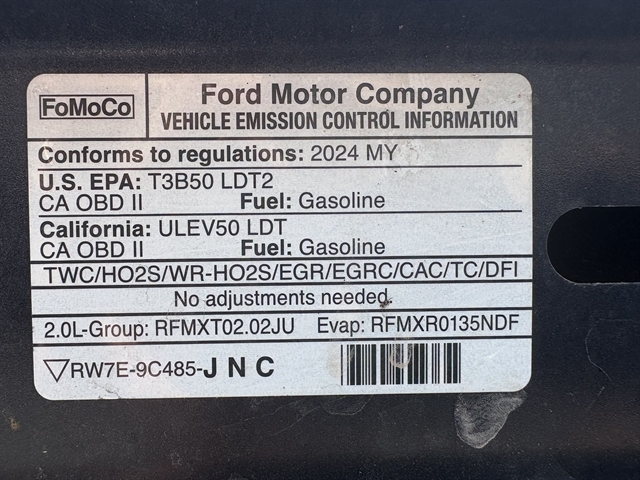 FoMoCo
Ford Motor Company
VEHICLE EMISSION CONTROL INFORMATION
Conforms to regulations: 2024 MY
U.S. EPA: T3B50 LDT2
CA OBD II Fuel: Gasoline
California: ULEV50 LDT
CA OBD II Fuel: Gasoline
TWC/HO2S/WR-HO2S/EGR/EGRC/CAC/TC/DFI
No adjustments needed.
2.0L-Group: RFMXT02.02JU Evap: RFMXR0135NDF
RW7E-9C485-J N C